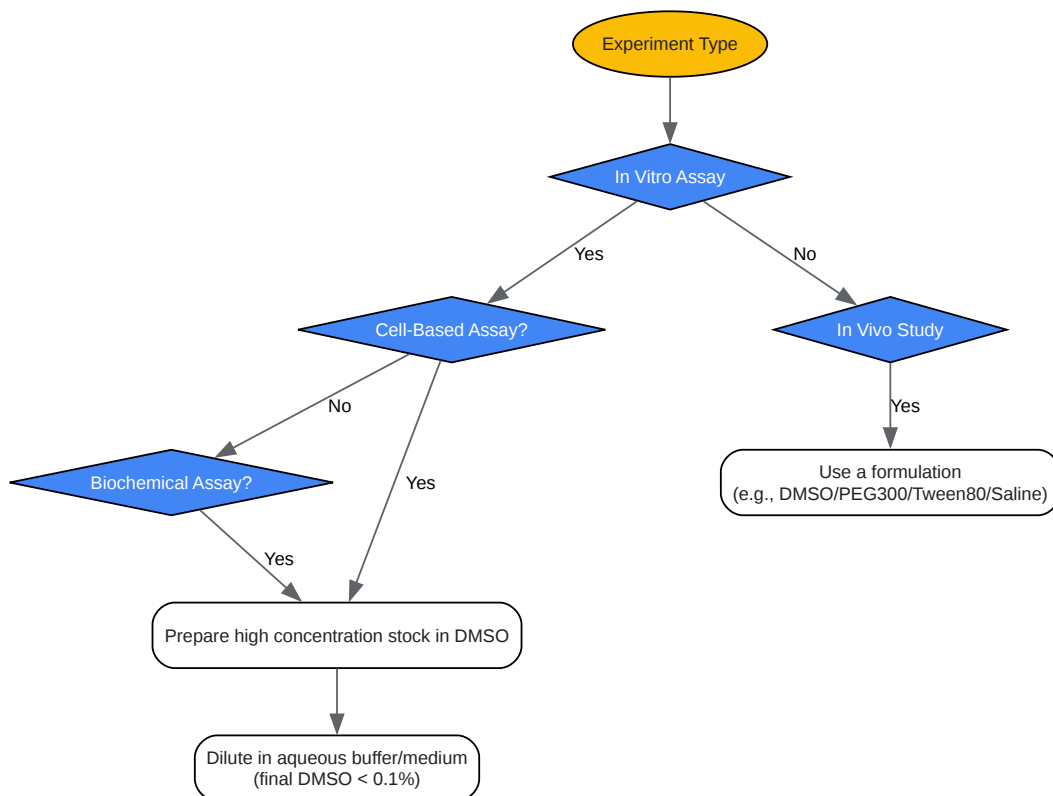 Experiment Type
In Vitro Assay
Yes
No
Cell-Based Assay?
In Vivo Study
No
Yes
Yes
Biochemical Assay?
Use a formulation
(e.g., DMSO/PEG300/Tween80/Saline)
Yes
Prepare high concentration stock in DMSO
Dilute in aqueous buffer/medium
(final DMSO < 0.1%)